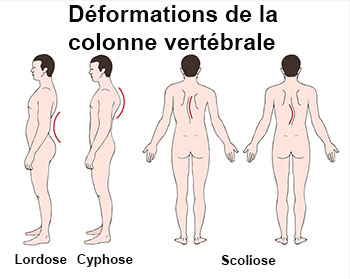 Déformations de la
colonne vertébrale
Lordose Cyphose Scoliose